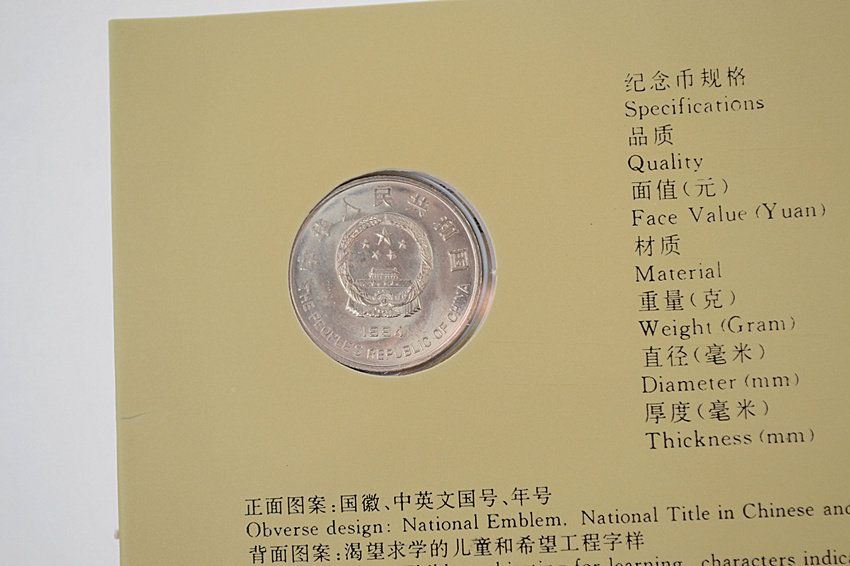 中华人民共和国
THE PEOPLE'S REPUBLIC OF CHINA
1994
纪念币规格
Specifications
品质
Quality
面值(元)
Face Value (Yuan)
材质
Material
重量(克)
Weight (Gram)
直径(毫米)
Diameter (mm)
厚度(毫米)
Thickness (mm)
正面图案:国徽、中英文国号、年号
Obverse design: National Emblem, National Title in Chinese and
背面图案:渴望求学的儿童和希望工程字样
for learning, characters indica